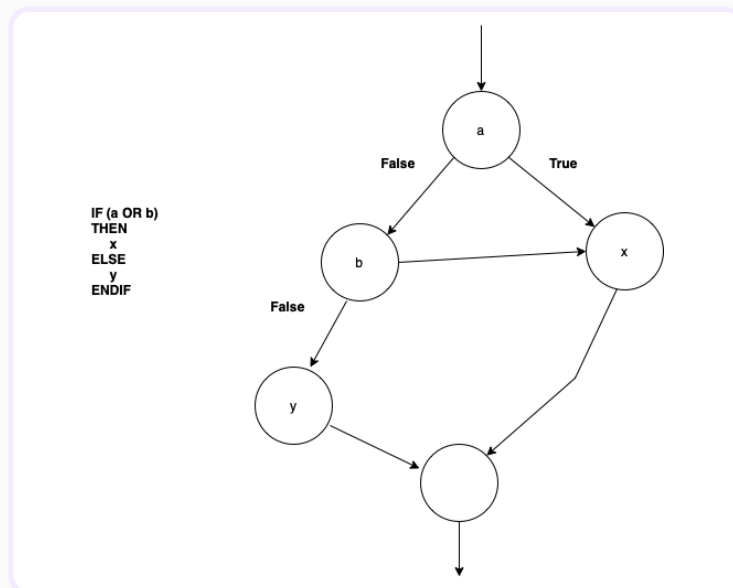 a
False
True
IF (a OR b)
THEN
x
ELSE
y
ENDIF
b
x
False
y